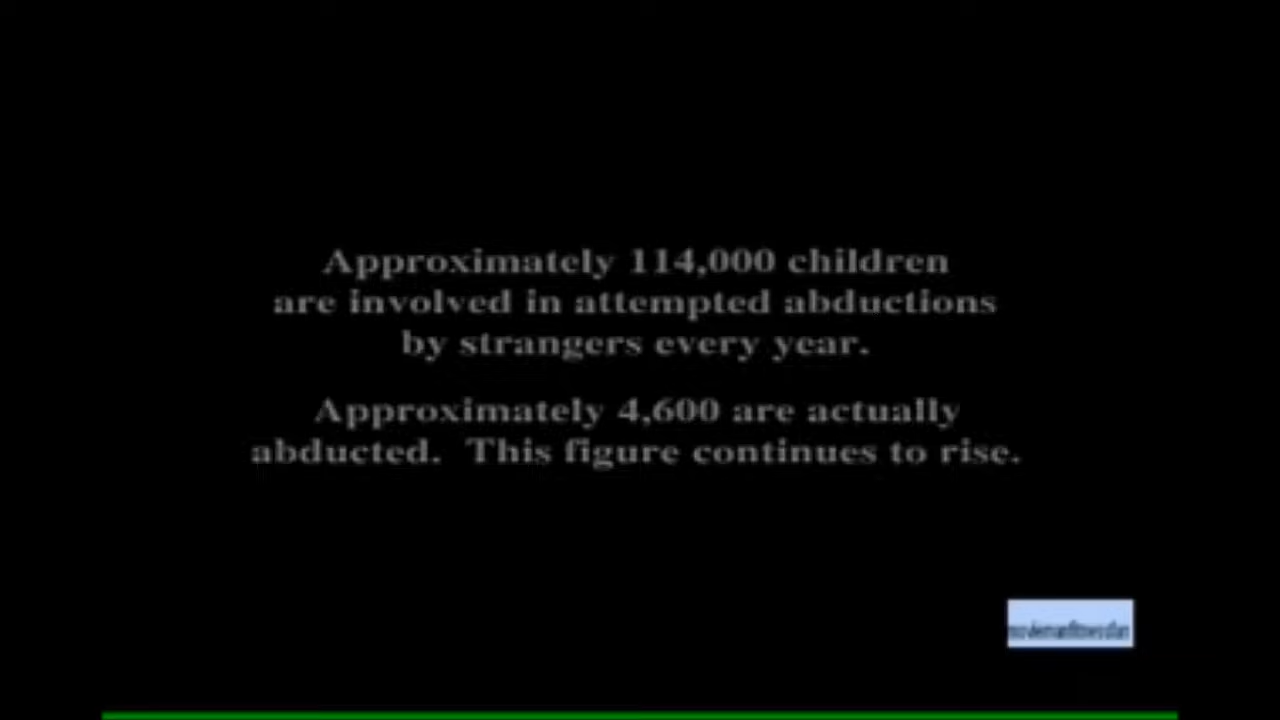 Approximately 114,000 children
are involved in attempted abductions
by strangers every year.
Approximately 4,600 are actually
abducted. This figure continues to rise.